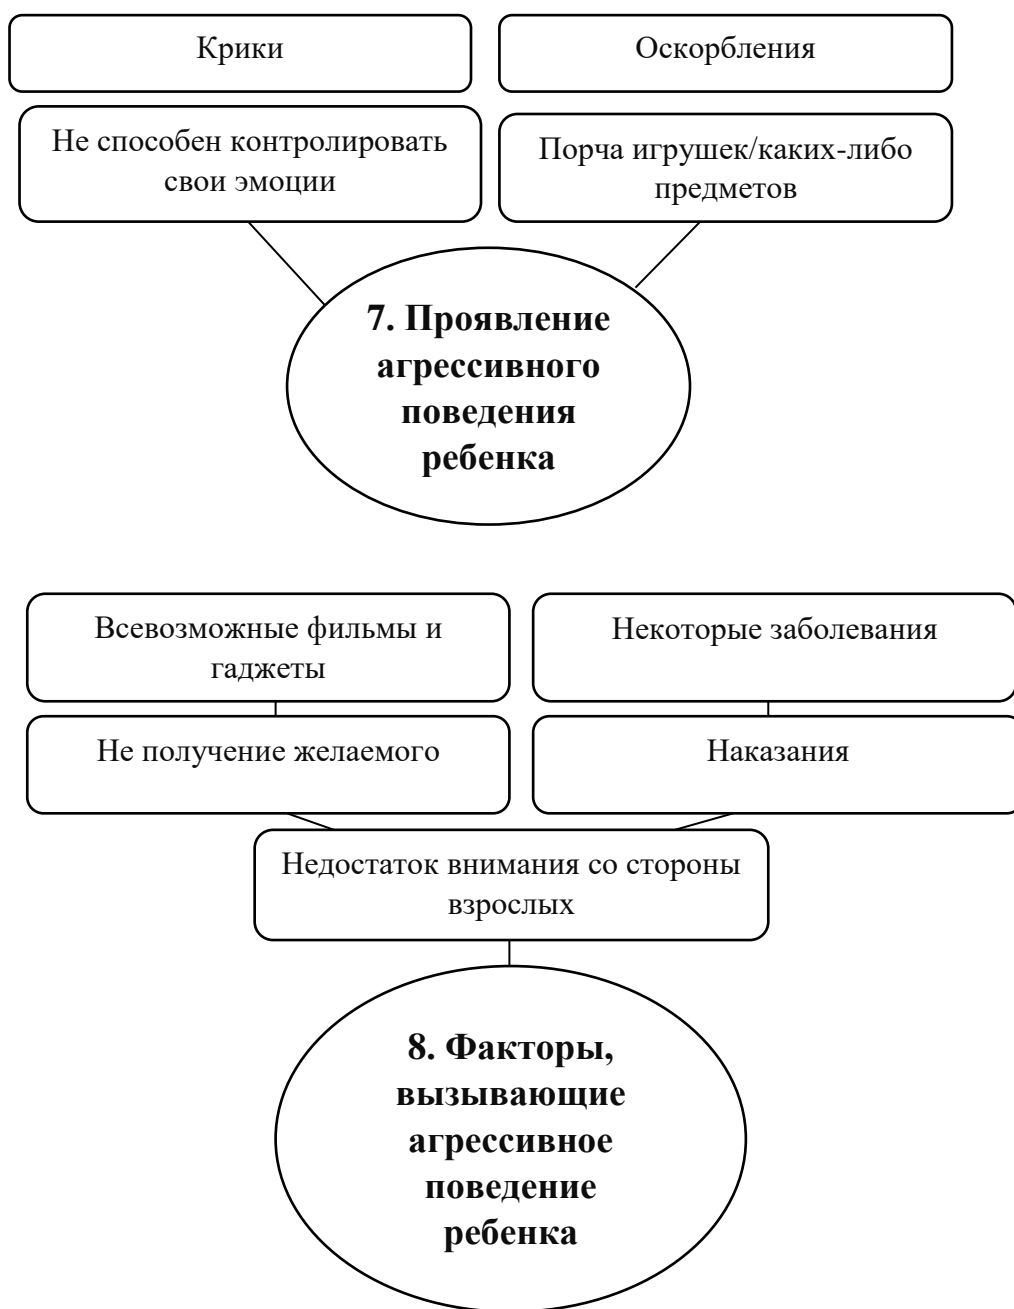 Крики
Оскорбления
Не способен контролировать
свои эмоции
Порча игрушек/каких-либо
предметов
7. Проявление
агрессивного
поведения
ребенка
Всевозможные фильмы и
гаджеты
Некоторые заболевания
Не получение желаемого
Наказания
Недостаток внимания со стороны
взрослых
8. Факторы,
вызывающие
агрессивное
поведение
ребенка